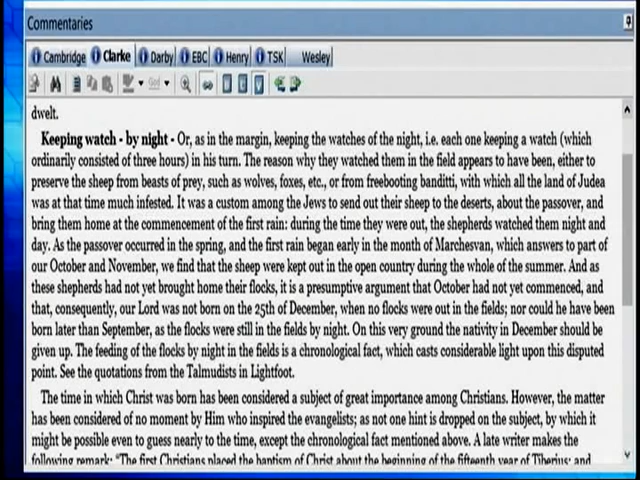 Commentaries
Cambridge Clarke Darby EBC Henry TSK Wesley
dwelt.
Keeping watch - by night - Or, as in the margin, keeping the watches of the night, i.e. each one keeping a watch (which
ordinarily consisted of three hours) in his turn. The reason why they watched them in the field appears to have been, either to
preserve the sheep from beasts of prey, such as wolves, foxes, etc., or from freebooting banditti, with which all the land of Judea
was at that time much infested. It was a custom among the Jews to send out their sheep to the deserts, about the passover, and
bring them home at the commencement of the first rain: during the time they were out, the shepherds watched them night and
day. As the passover occurred in the spring, and the first rain began early in the month of Marchesvan, which answers to part of
our October and November, we find that the sheep were kept out in the open country during the whole of the summer. And as
these shepherds had not yet brought home their flocks, it is a presumptive argument that October had not yet commenced, and
that, consequently, our Lord was not born on the 25th of December, when no flocks were out in the fields; nor could he have been
born later than September, as the flocks were still in the fields by night. On this very ground the nativity in December should be
given up. The feeding of the flocks by night in the fields is a chronological fact, which casts considerable light upon this disputed
point. See the quotations from the Talmudists in Lightfoot.
The time in which Christ was born has been considered a subject of great importance among Christians. However, the matter
has been considered of no moment by Him who inspired the evangelists; as not one hint is dropped on the subject, by which it
might be possible even to guess nearly to the time, except the chronological fact mentioned above. A late writer makes the
following remark: "The first Christians placed the baptism of Christ about the beginning of the fifteenth year of Tiberius; and